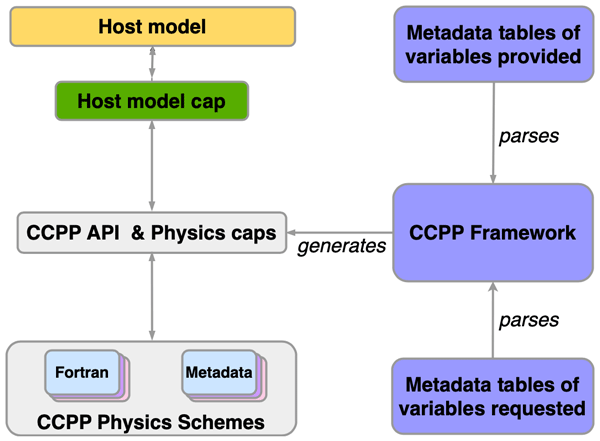 Host model
Host model cap
CCPP API & Physics caps
Fortran
Metadata
CCPP Physics Schemes
Metadata tables of
variables provided
parses
CCPP Framework
generates
parses
Metadata tables of
variables requested